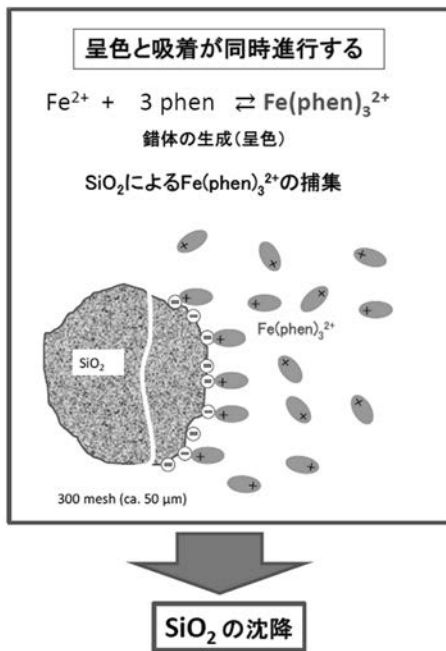 呈色と吸着が同時進行する
Fe²⁺ + 3 phen ⇄ Fe(phen)₃²⁺
錯体の生成(呈色)
SiO₂によるFe(phen)₃²⁺の捕集
Fe(phen)₃²⁺
SiO₂
300 mesh (ca. 50 μm)
SiO₂ の沈降